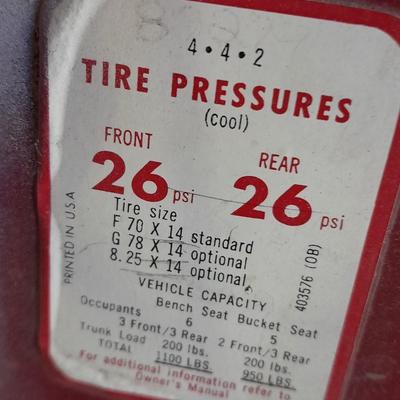 4•4•2
TIRE PRESSURES
(cool)
FRONT REAR
26 psi 26 psi
Tire size
F 70 X 14 standard
G 78 X 14 optional
8.25 X 14 optional
VEHICLE CAPACITY
Bench Seat Bucket Seat
Occupants 6 5
3 Front/3 Rear 2 Front/3 Rear
Trunk Load 200 lbs. 200 lbs.
TOTAL 1100 LBS. 950 LBS.
For additional information refer to
Owner's Manual
PRINTED IN U.S.A
403576 (OB)